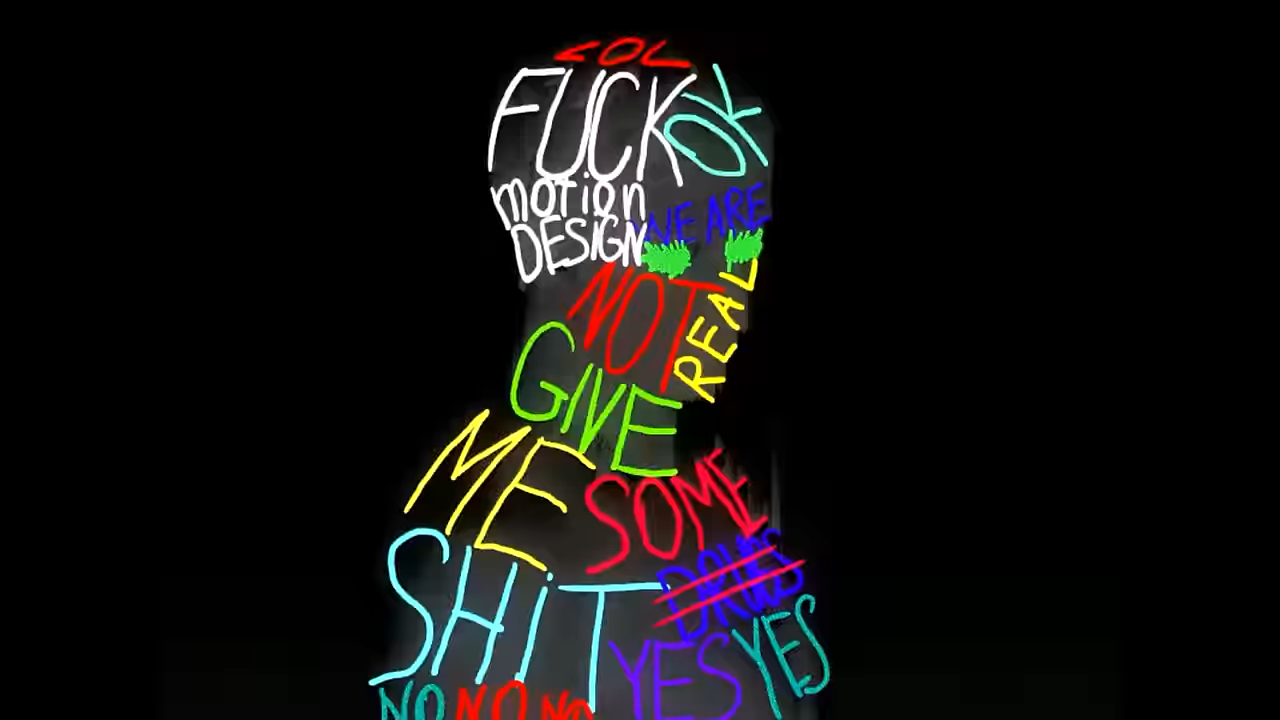 LOL
FUCK OK
motion
DESIGN WE ARE
NOT REAL
GIVE
ME SOME
SHiT DRUGS
YES YES
NO NO NO